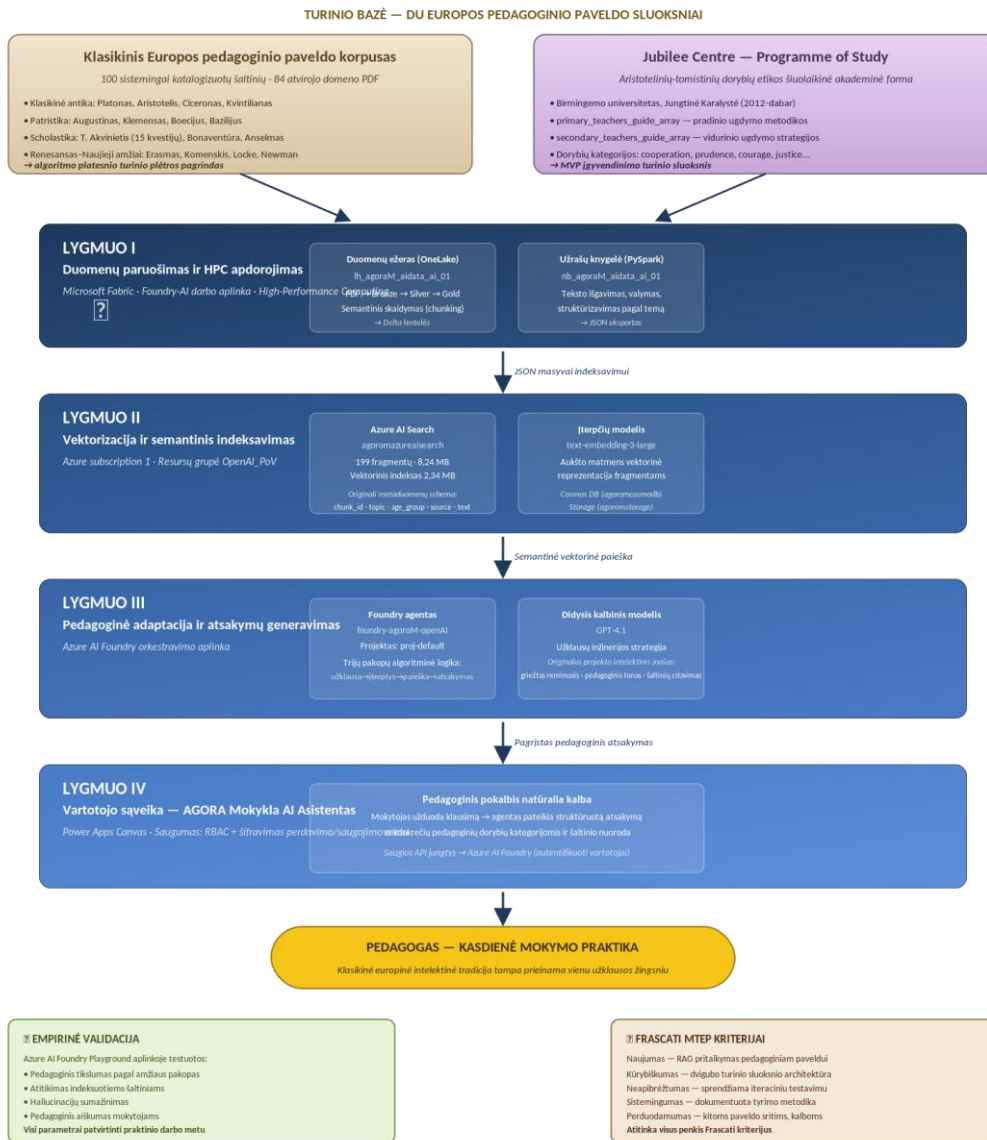 TURINIO BAZĖ — DU EUROPOS PEDAGOGINIO PAVELDO SLUOKSNIAI
Klasikinis Europos pedagoginio paveldo korpusas
100 sistemingai katalogizuotų šaltinių · 84 atvirojo domeno PDF
• Klasikinė antika: Platonas, Aristotelis, Ciceronas, Kvintilianas
• Patristika: Augustinas, Klemensas, Boecijus, Bazilijus
• Scholastika: T. Akvinietis (15 kvestijų), Bonaventūra, Anselmas
• Renesansas–Naujieji amžiai: Erasmas, Komenskis, Locke, Newman
→ algoritmo platesnio turinio plėtros pagrindas
Jubilee Centre — Programme of Study
Aristotelinių-tomistinių dorybių etikos šiuolaikinė akademinė forma
• Birmingemo universitetas, Jungtinė Karalystė (2012–dabar)
• primary_teachers_guide_array — pradinio ugdymo metodikos
• secondary_teachers_guide_array — vidurinio ugdymo strategijos
• Dorybių kategorijos: cooperation, prudence, courage, justice...
→ MVP įgyvendinimo turinio sluoksnis
LYGMUO I
Duomenų paruošimas ir HPC apdorojimas
Microsoft Fabric · Foundry-AI darbo aplinka · High-Performance Computing
Duomenų ežeras (OneLake)
lh_agoraM_aidata_ai_01
PDF → Bronze → Silver → Gold
Semantinis skaidymas (chunking)
→ Delta lentelės
Užrašų knygelė (PySpark)
nb_agoraM_aidata_ai_01
Teksto išgavimas, valymas,
struktūrizavimas pagal temą
→ JSON eksportas
JSON masyvai indeksavimui
LYGMUO II
Vektorizacija ir semantinis indeksavimas
Azure subscription 1 · Resursų grupė OpenAI_PoV
Azure AI Search
agoromazureaisearch
199 fragmentų · 8,24 MB
Vektorinis indeksas 2,34 MB
Originali metaduomenų schema:
chunk_id · topic · age_group · source · text
Įterpčių modelis
text-embedding-3-large
Aukšto matmens vektorinė
reprezentacija fragmentams
Cosmos DB (agoromcosmodb)
Storage (agoromstorage)
Semantinė vektorinė paieška
LYGMUO III
Pedagoginė adaptacija ir atsakymų generavimas
Azure AI Foundry orkestravimo aplinka
Foundry agentas
foundry-agoroM-openAI
Projektas: proj-default
Trijų pakopų algoritminė logika:
užklausa→įterptys→paieška→atsakymas
Didysis kalbinis modelis
GPT-4.1
Užklausų inžinerijos strategija
Originalus projekto intelektinis įnašas:
griežtas rėmimasis · pedagoginis tonas · šaltinių citavimas
Pagrįstas pedagoginis atsakymas
LYGMUO IV
Vartotojo sąveika — AGORA Mokykla AI Asistentas
Power Apps Canvas · Saugumas: RBAC + šifravimas perdavimo/saugojimo
Pedagoginis pokalbis natūralia kalba
Mokytojas užduoda klausimą → agentas pateikia struktūruotą atsakymą
konkrečių pedagoginių dorybių kategorijomis ir šaltinio nuoroda
Saugios API jungtys → Azure AI Foundry (autentifikuoti vartotojai)
PEDAGOGAS — KASDIENĖ MOKYMO PRAKTIKA
Klasikinė europinė intelektinė tradicija tampa prieinama vienu užklausos žingsniu
EMPIRINĖ VALIDACIJA
Azure AI Foundry Playground aplinkoje testuotos:
• Pedagoginis tikslumas pagal amžiaus pakopas
• Atitikimas indeksuotiems šaltiniams
• Haliucinacijų sumažinimas
• Pedagoginis aiškumas mokytojams
Visi parametrai patvirtinti praktinio darbo metu
FRASCATI MTEP KRITERIJAI
Naujumas — RAG pritaikymas pedagoginiam paveldui
Kūrybiškumas — dvigubo turinio sluoksnio architektūra
Neapibrėžtumas — sprendžiama iteraciniu testavimu
Sistemingumas — dokumentuota tyrimo metodika
Perduodamumas — kitoms paveldo sritims, kalboms
Atitinka visus penkis Frascati kriterijus